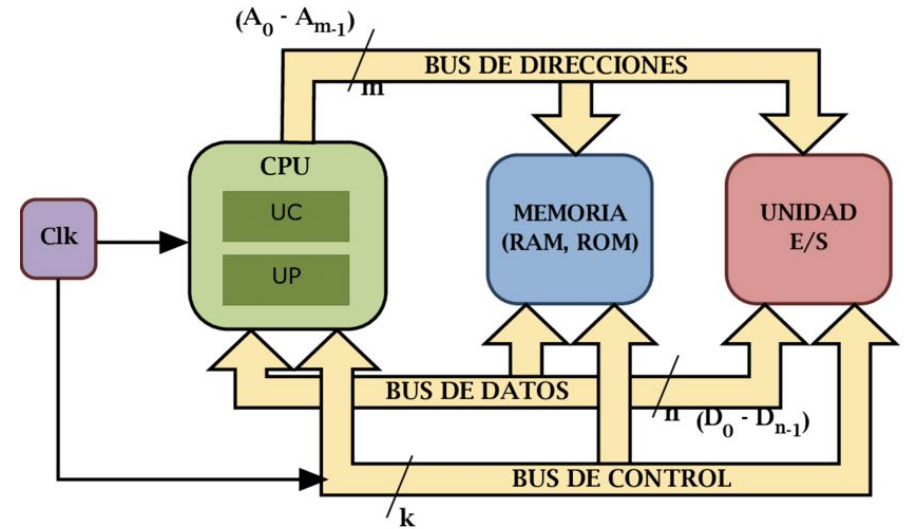 (A0 - Am-1)
BUS DE DIRECCIONES
m
CPU
UC
UP
Clk
MEMORIA
(RAM, ROM)
UNIDAD
E/S
BUS DE DATOS
n (D0 - Dn-1)
BUS DE CONTROL
k